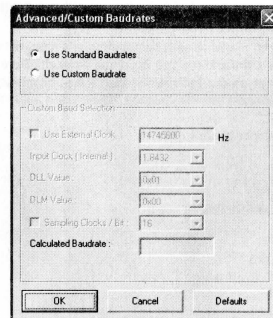 Advanced/Custom Baudrates
Use Standard Baudrates
Use Custom Baudrate
Custom Baud Selection
Use External Clock :
14745600
Hz
Input Clock ( Internal ) :
1.8432
DLL Value :
0x01
DLM Value :
0x00
Sampling Clocks / Bit :
16
Calculated Baudrate :
OK
Cancel
Defaults